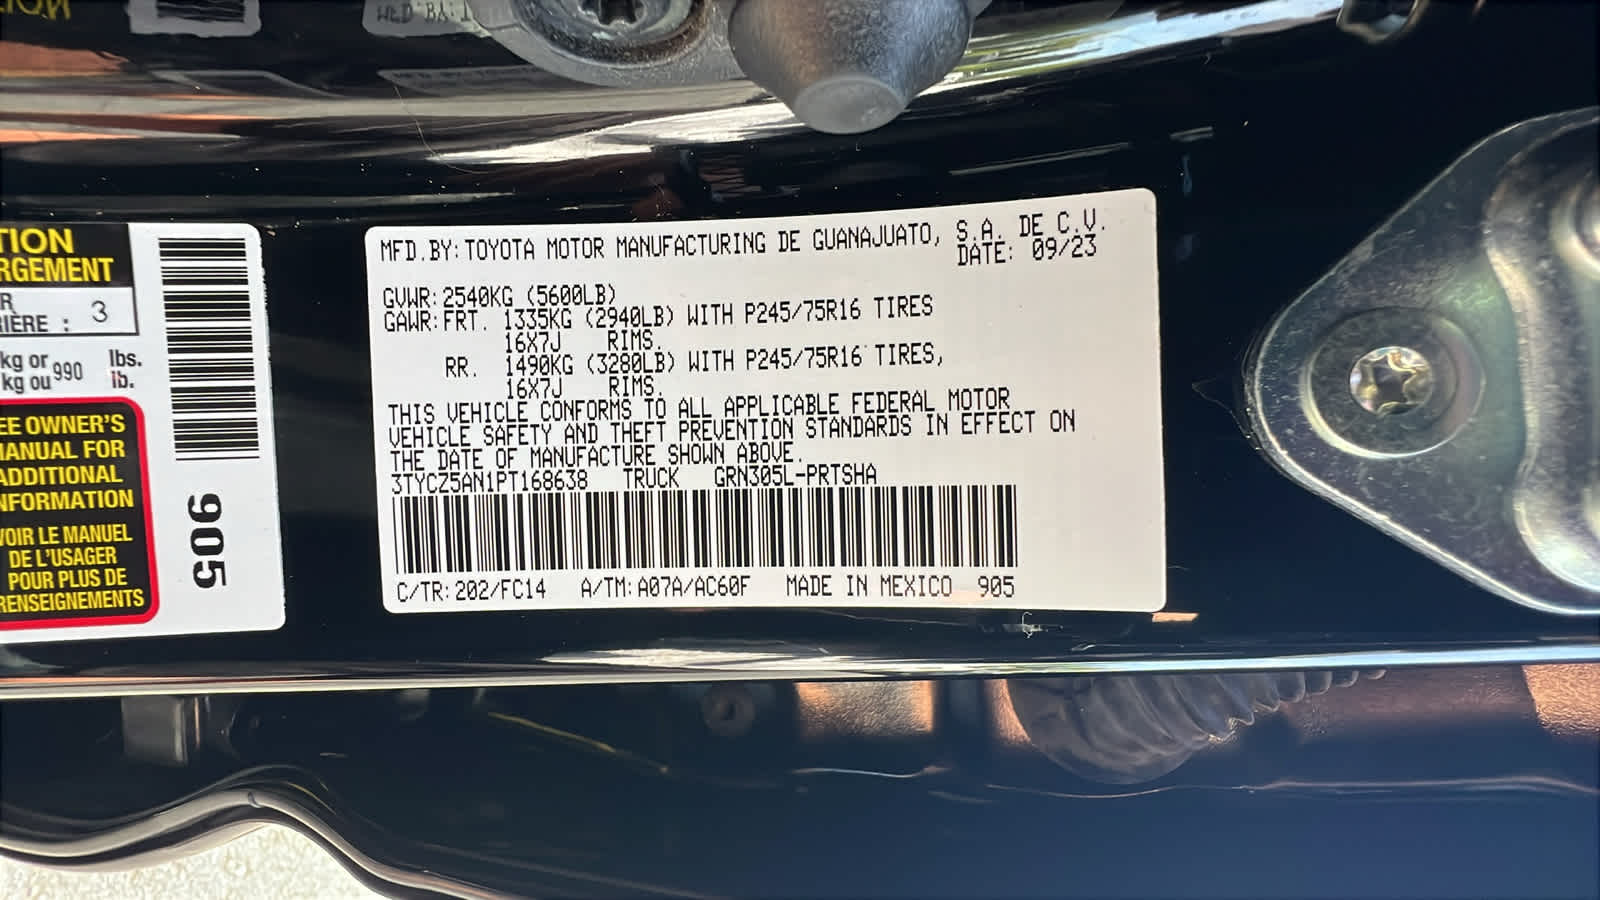 TION
RGEMENT
R
RIÈRE : 3
kg or 990 lbs.
kg ou lb.
EE OWNER'S
MANUAL FOR
ADDITIONAL
NFORMATION
VOIR LE MANUEL
DE L'USAGER
POUR PLUS DE
RENSEIGNEMENTS
905
MFD.BY:TOYOTA MOTOR MANUFACTURING DE GUANAJUATO, S.A. DE C.V.
DATE: 09/23
GVWR:2540KG (5600LB)
GAWR:FRT. 1335KG (2940LB) WITH P245/75R16 TIRES
16X7J RIMS.
RR. 1490KG (3280LB) WITH P245/75R16 TIRES,
16X7J RIMS.
THIS VEHICLE CONFORMS TO ALL APPLICABLE FEDERAL MOTOR
VEHICLE SAFETY AND THEFT PREVENTION STANDARDS IN EFFECT ON
THE DATE OF MANUFACTURE SHOWN ABOVE.
3TYCZ5AN1PT168638 TRUCK GRN305L-PRTSHA
C/TR:202/FC14 A/TM:A07A/AC60F MADE IN MEXICO 905